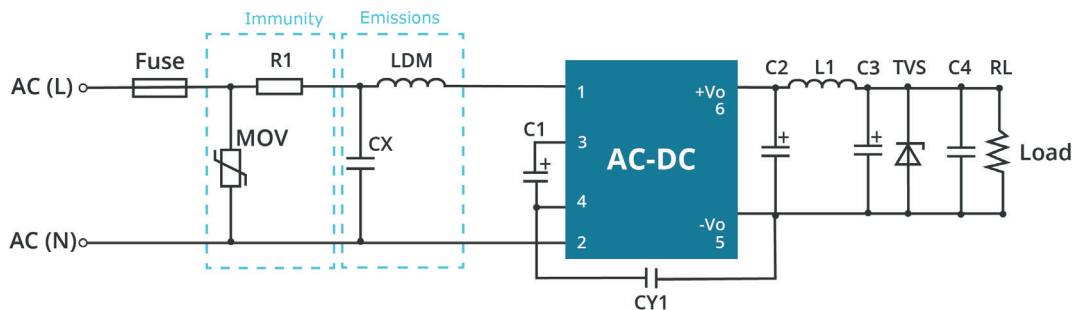 Immunity
Emissions
Fuse
R1
LDM
C2
L1
C3
TVS
C4
RL
AC (L)
1
+Vo
6
MOV
CX
C1
+
3
AC-DC
+
+
Load
4
AC (N)
2
-Vo
5
CY1